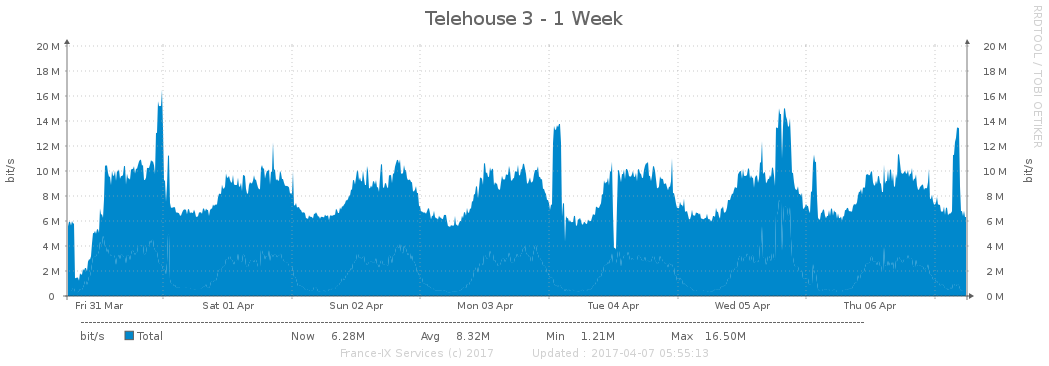 Telehouse 3 - 1 Week
RRDTOOL / TOBI OETIKER
20 M 20 M
18 M 18 M
16 M 16 M
14 M 14 M
12 M 12 M
10 M 10 M
8 M 8 M
6 M 6 M
4 M 4 M
2 M 2 M
0 0 M
bit/s
bit/s
Fri 31 Mar Sat 01 Apr Sun 02 Apr Mon 03 Apr Tue 04 Apr Wed 05 Apr Thu 06 Apr
bit/s Total Now 6.28M Avg 8.32M Min 1.21M Max 16.50M
France-IX Services (c) 2017 Updated : 2017-04-07 05:55:13